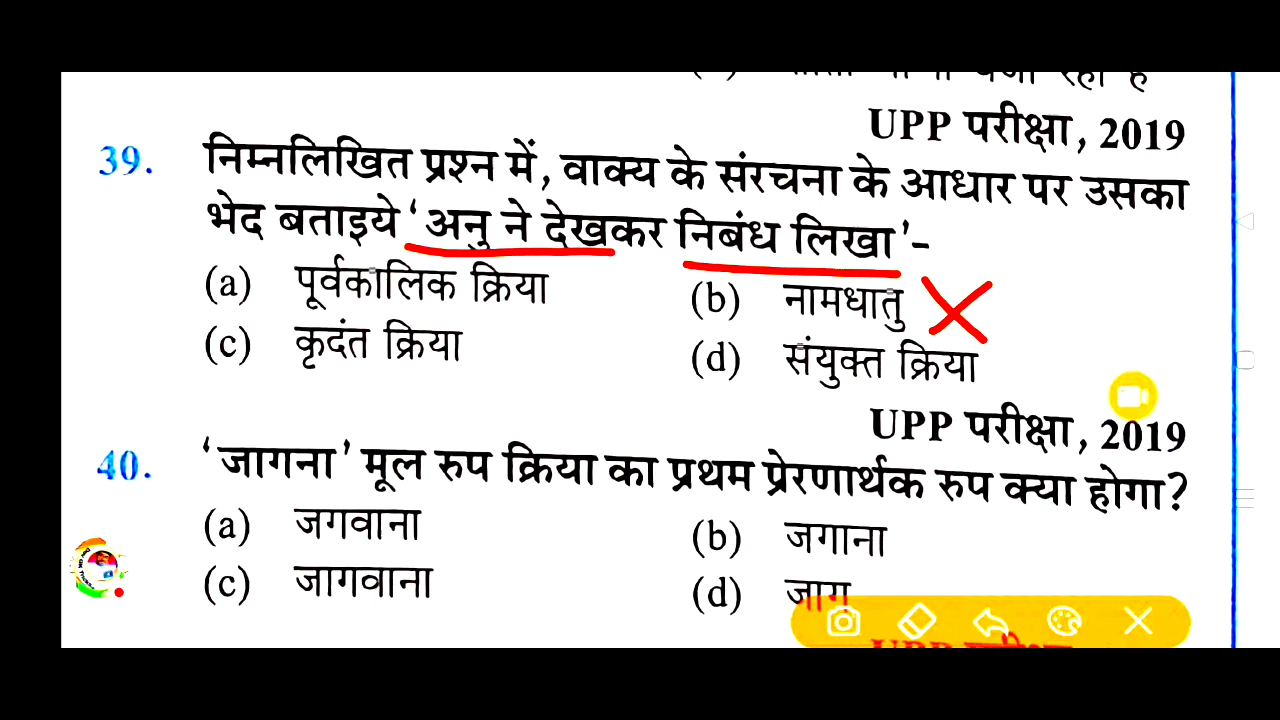 UPP परीक्षा, 2019
39. निम्नलिखित प्रश्न में, वाक्य के संरचना के आधार पर उसका
भेद बताइये ‘अनु ने देखकर निबंध लिखा’-
(a) पूर्वकालिक क्रिया (b) नामधातु
(c) कृदंत क्रिया (d) संयुक्त क्रिया
UPP परीक्षा, 2019
40. ‘जागना’ मूल रुप क्रिया का प्रथम प्रेरणार्थक रुप क्या होगा?
(a) जगवाना (b) जगाना
(c) जागवाना (d) जाग